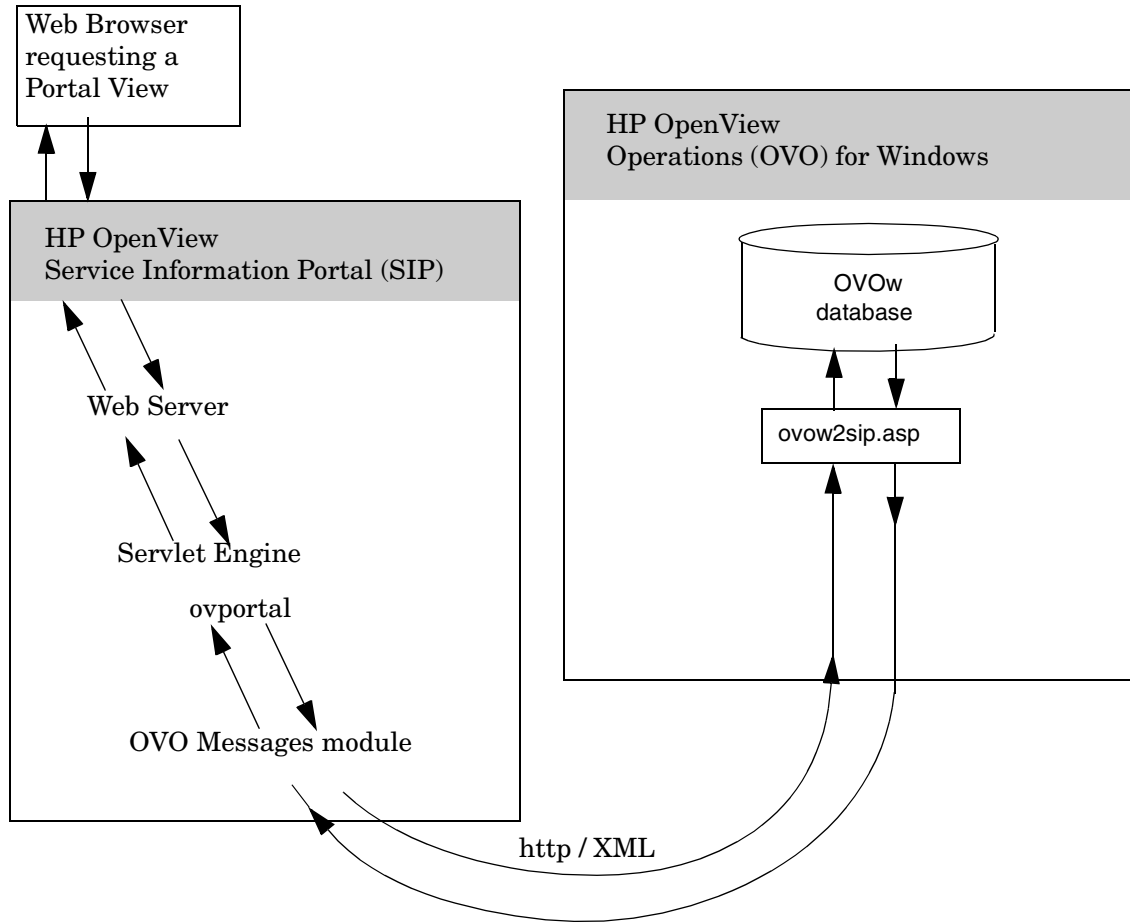 Web Browser
requesting a
Portal View
HP OpenView
Service Information Portal (SIP)
Web Server
Servlet Engine
ovportal
OVO Messages module
http / XML
HP OpenView
Operations (OVO) for Windows
OVOw
database
ovow2sip.asp